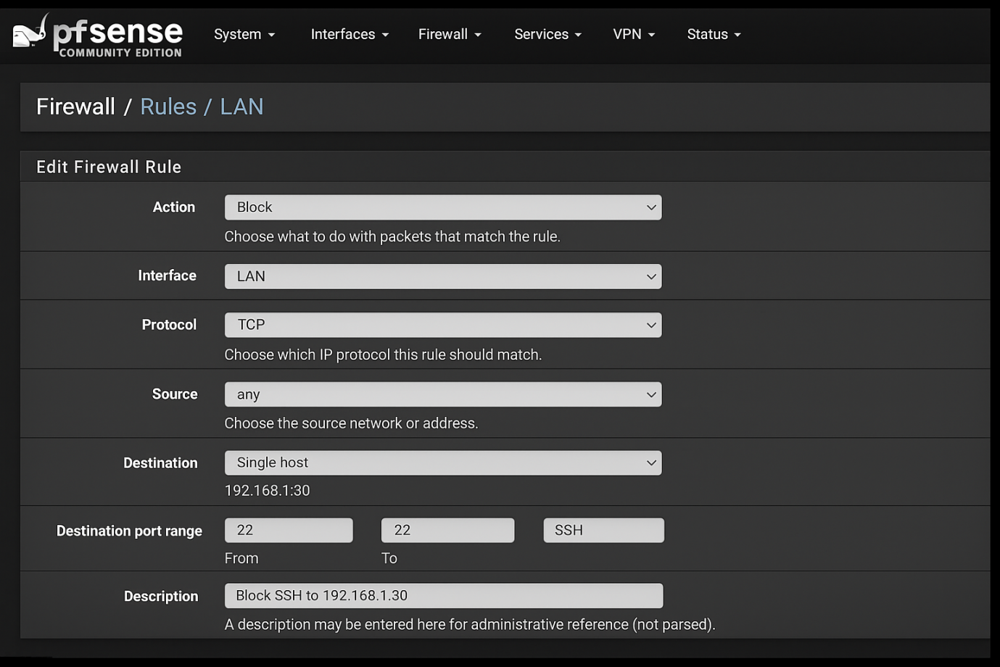 pfsense
COMMUNITY EDITION
System Interfaces Firewall Services VPN Status
Firewall / Rules / LAN
Edit Firewall Rule
Action Block
Choose what to do with packets that match the rule.
Interface LAN
Protocol TCP
Choose which IP protocol this rule should match.
Source any
Choose the source network or address.
Destination Single host
192.168.1:30
Destination port range 22 22 SSH
From To
Description Block SSH to 192.168.1.30
A description may be entered here for administrative reference (not parsed).